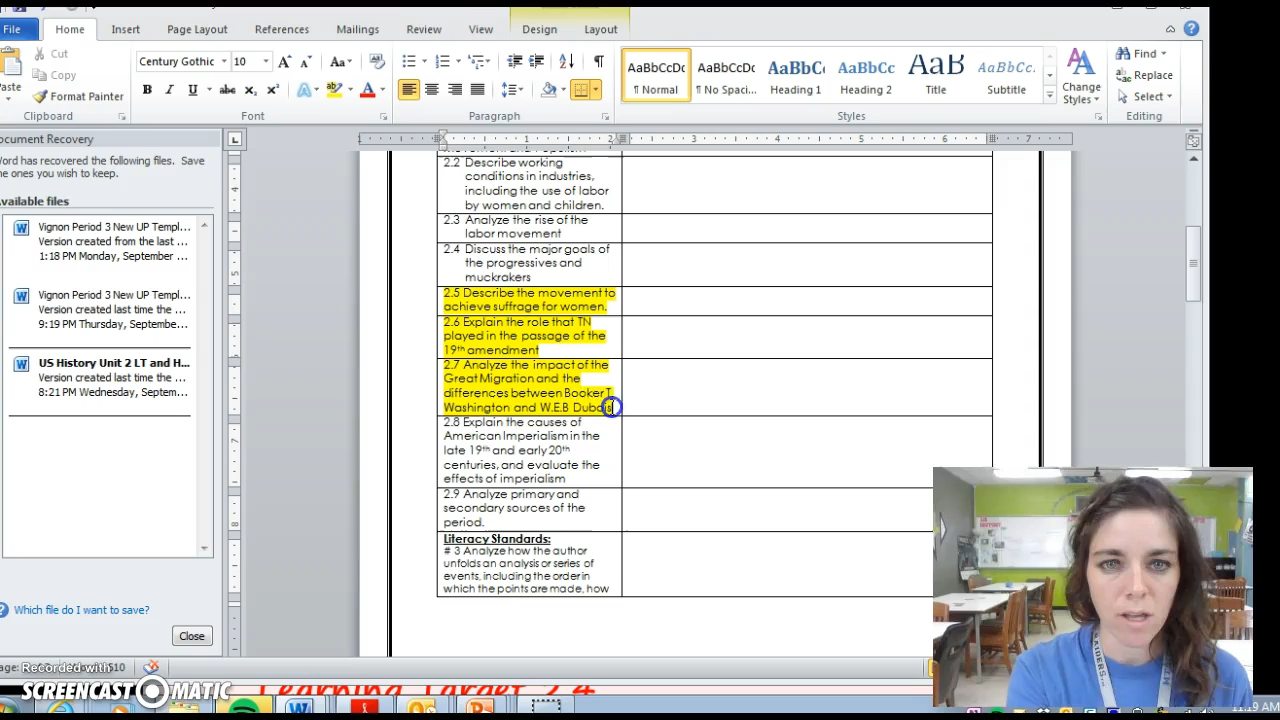 File Home Insert Page Layout References Mailings Review View Design Layout
Cut
Copy
Paste
Format Painter
Clipboard
Century Gothic 10
Font
Paragraph
AaBbCcDc AaBbCcDc AaBbCc AaBbCc AaB AaBbCc.
¶ Normal ¶ No Spaci... Heading 1 Heading 2 Title Subtitle
Styles
Change
Styles
Find
Replace
Select
Editing
ocument Recovery
Word has recovered the following files. Save
the ones you wish to keep.
Available files
Vignon Period 3 New UP Templ...
Version created from the last ...
1:18 PM Monday, September ...
Vignon Period 3 New UP Templ...
Version created last time the ...
9:19 PM Thursday, Septembe...
US History Unit 2 LT and H...
Version created last time the ...
8:21 PM Wednesday, Septem...
Which file do I want to save?
Close
2.2 Describe working
conditions in industries,
including the use of labor
by women and children.
2.3 Analyze the rise of the
labor movement
2.4 Discuss the major goals of
the progressives and
muckrakers
2.5 Describe the movement to
achieve suffrage for women.
2.6 Explain the role that TN
played in the passage of the
19th amendment
2.7 Analyze the impact of the
Great Migration and the
differences between Booker T
Washington and W.E.B Dubois
2.8 Explain the causes of
American Imperialism in the
late 19th and early 20th
centuries, and evaluate the
effects of imperialism
2.9 Analyze primary and
secondary sources of the
period.
Literacy Standards:
# 3 Analyze how the author
unfolds an analysis or series of
events, including the order in
which the points are made, how
Recorded with
SCREENCAST MATIC
Learning Target 2.4
RAIDERS
11:19 AM